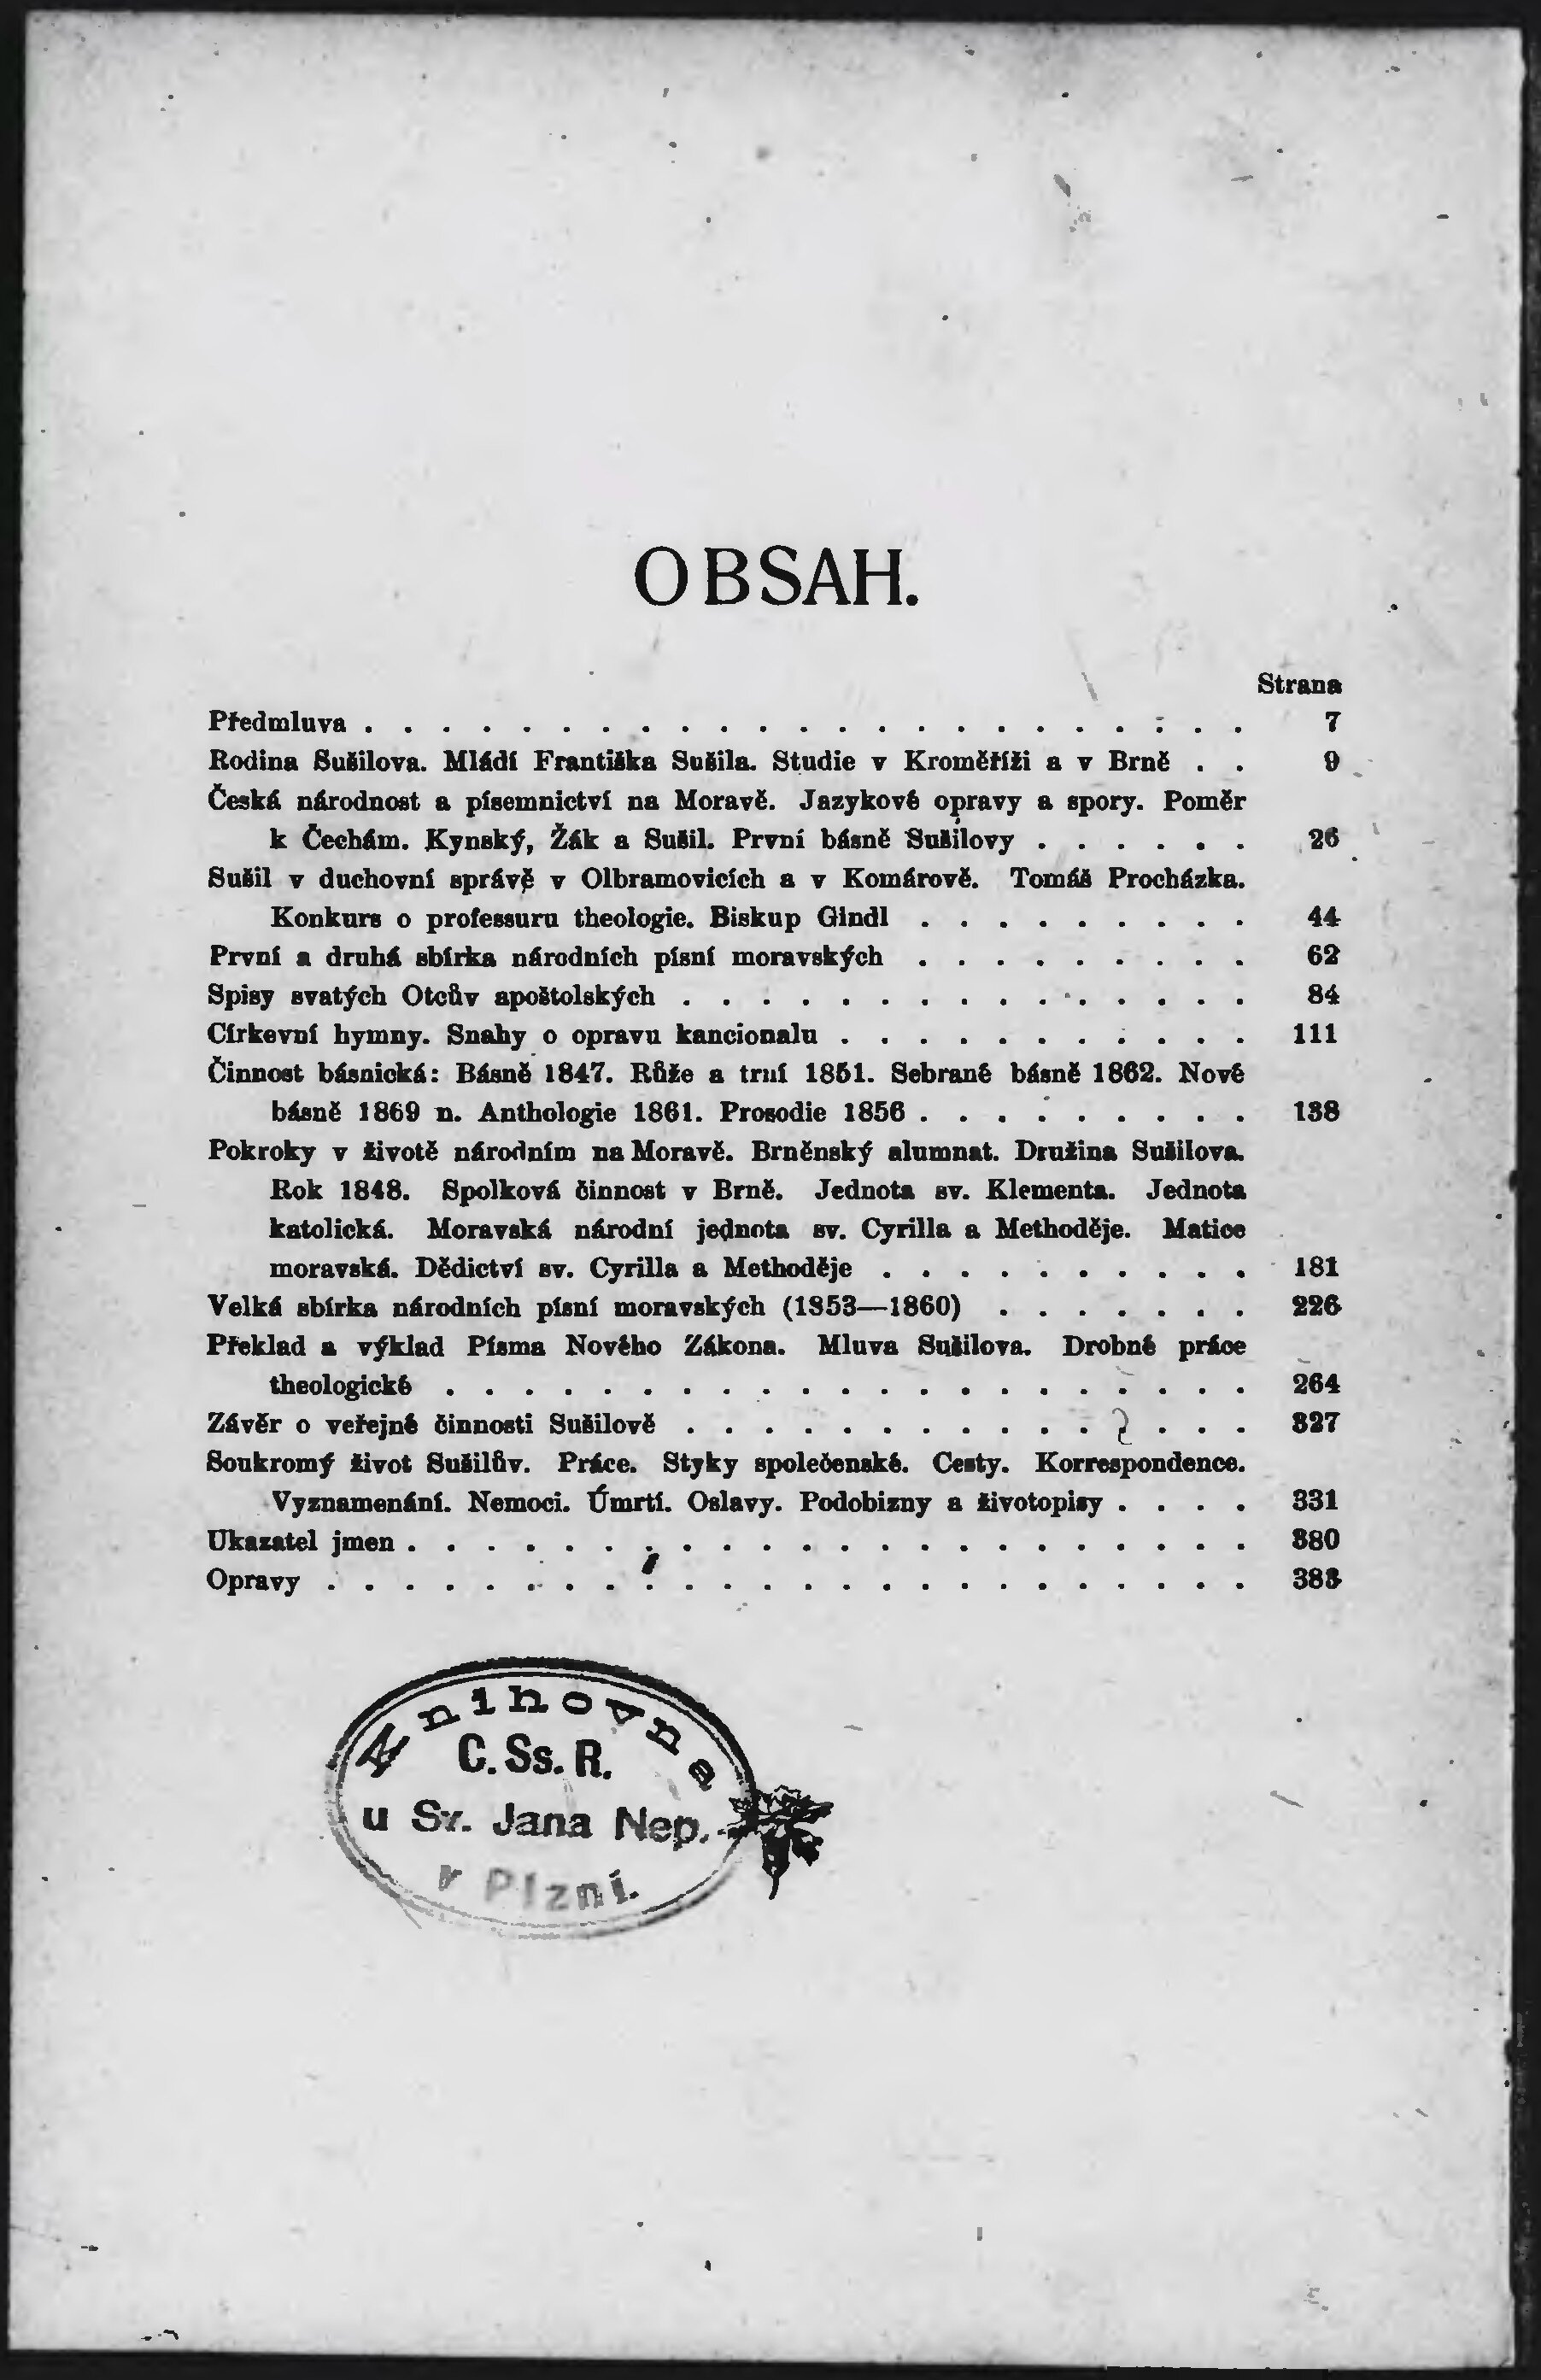 OBSAH.
Strana
Předmluva . . . . . . . . . . . . . . . . . . . . . . . 7
Rodina Sušilova. Mládí Františka Sušila. Studie v Kroměříži a v Brně . . 9
Česká národnost a písemnictví na Moravě. Jazykové opravy a spory. Poměr
k Čechám. Kynský, Žák a Sušil. První básně Sušilovy . . . . . . 26
Sušil v duchovní správě v Olbramovicích a v Komárově. Tomáš Procházka.
Konkurs o professuru theologie. Biskup Gindl . . . . . . . . . 44
První a druhá sbírka národních písní moravských . . . . . . . . . 62
Spisy svatých Otcův apoštolských . . . . . . . . . . . . . . . 84
Církevní hymny. Snahy o opravu kancionalu . . . . . . . . . . . 111
Činnost básnická: Básně 1847. Růže a trní 1851. Sebrané básně 1862. Nové
básně 1869 n. Anthologie 1861. Prosodie 1856 . . . . . . . . . 138
Pokroky v životě národním na Moravě. Brněnský alumnat. Družina Sušilova.
Rok 1848. Spolková činnost v Brně. Jednota sv. Klementa. Jednota
katolická. Moravská národní jednota sv. Cyrilla a Methoděje. Matice
moravská. Dědictví sv. Cyrilla a Methoděje . . . . . . . . . . 181
Velká sbírka národních písní moravských (1853—1860) . . . . . . . 226
Překlad a výklad Písma Nového Zákona. Mluva Sušilova. Drobné práce
theologické . . . . . . . . . . . . . . . . . . . . . 264
Závěr o veřejné činnosti Sušilově . . . . . . . . . . . . . . . 327
Soukromý život Sušilův. Práce. Styky společenské. Cesty. Korrespondence.
Vyznamenání. Nemoci. Úmrtí. Oslavy. Podobizny a životopisy . . . . 331
Ukazatel jmen . . . . . . . . . . . . . . . . . . . . . . 380
Opravy . . . . . . . . . . . . . . . . . . . . . . . . 383
Knihovna
C. Ss. R.
u Sv. Jana Nep.
v Plzni.